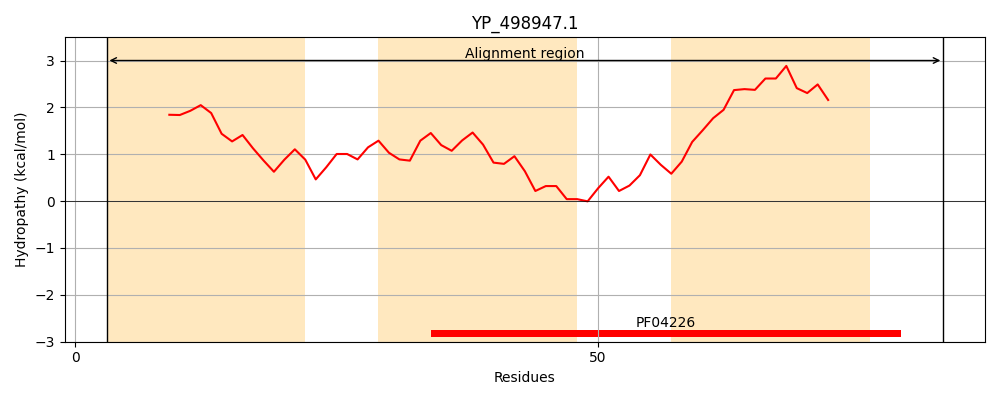 YP_498947.1
Alignment region
3
2
1
0
−1
−2
−3
Hydropathy (kcal/mol)
PF04226
0
50
Residues